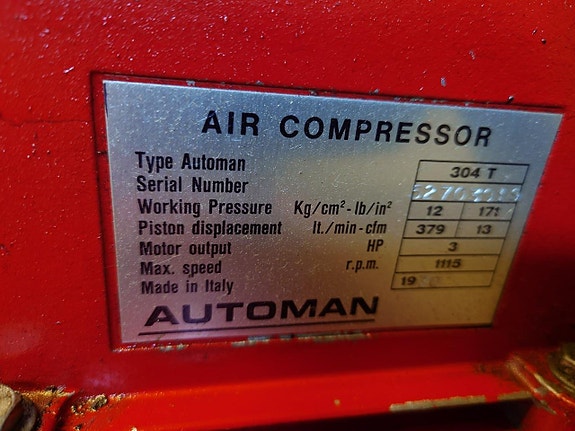 AIR COMPRESSOR
Type Automan 304 T
Serial Number
Working Pressure Kg/cm²-lb/in² 12 171
Piston displacement lt./min-cfm 379 13
Motor output HP 3
Max. speed r.p.m. 1115
Made in Italy 19
AUTOMAN